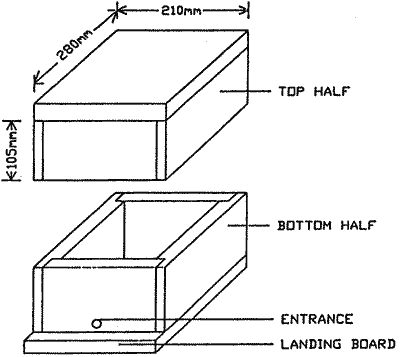 210mm
280mm
TOP HALF
105mm
BOTTOM HALF
ENTRANCE
LANDING BOARD